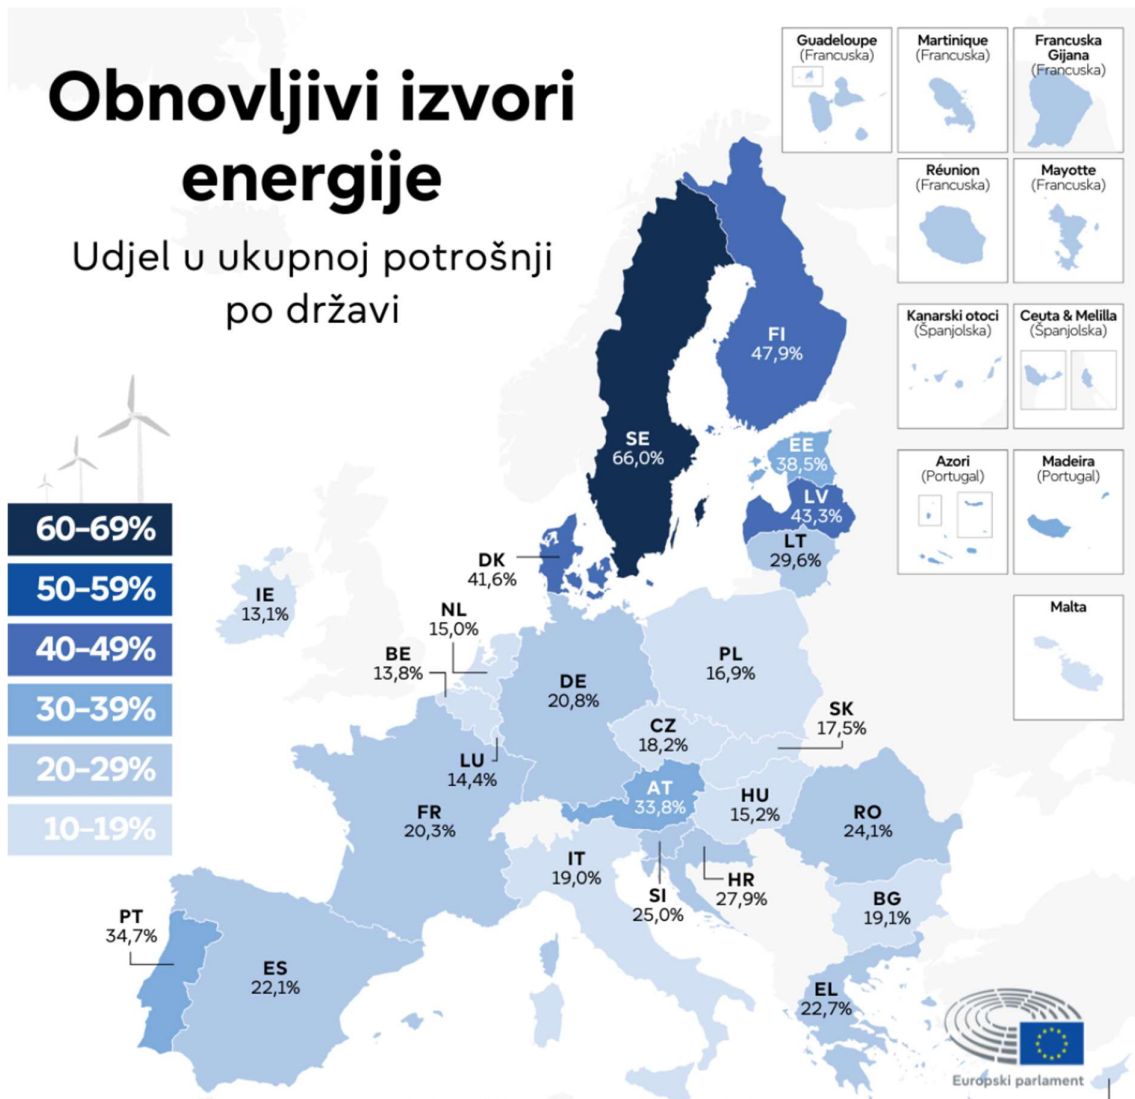 Obnovljivi izvori
energije
Udjel u ukupnoj potrošnji
po državi
Guadeloupe
(Francuska)
Martinique
(Francuska)
Francuska
Gijana
(Francuska)
Réunion
(Francuska)
Mayotte
(Francuska)
Kanarski otoci
(Španjolska)
Ceuta & Melilla
(Španjolska)
Azori
(Portugal)
Madeira
(Portugal)
Malta
60–69%
50–59%
40–49%
30–39%
20–29%
10–19%
FI
47,9%
SE
66,0%
EE
38,5%
LV
43,3%
LT
29,6%
DK
41,6%
IE
13,1%
NL
15,0%
BE
13,8%
DE
20,8%
PL
16,9%
SK
17,5%
CZ
18,2%
LU
14,4%
AT
33,8%
HU
15,2%
RO
24,1%
FR
20,3%
IT
19,0%
SI
25,0%
HR
27,9%
BG
19,1%
PT
34,7%
ES
22,1%
EL
22,7%
Europski parlament